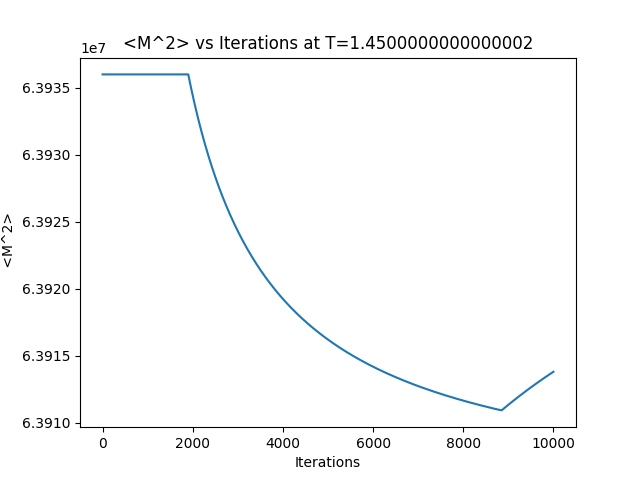 <M^2> vs Iterations at T=1.4500000000000002
1e7
6.3935
6.3930
6.3925
6.3920
6.3915
6.3910
<M^2>
0 2000 4000 6000 8000 10000
Iterations